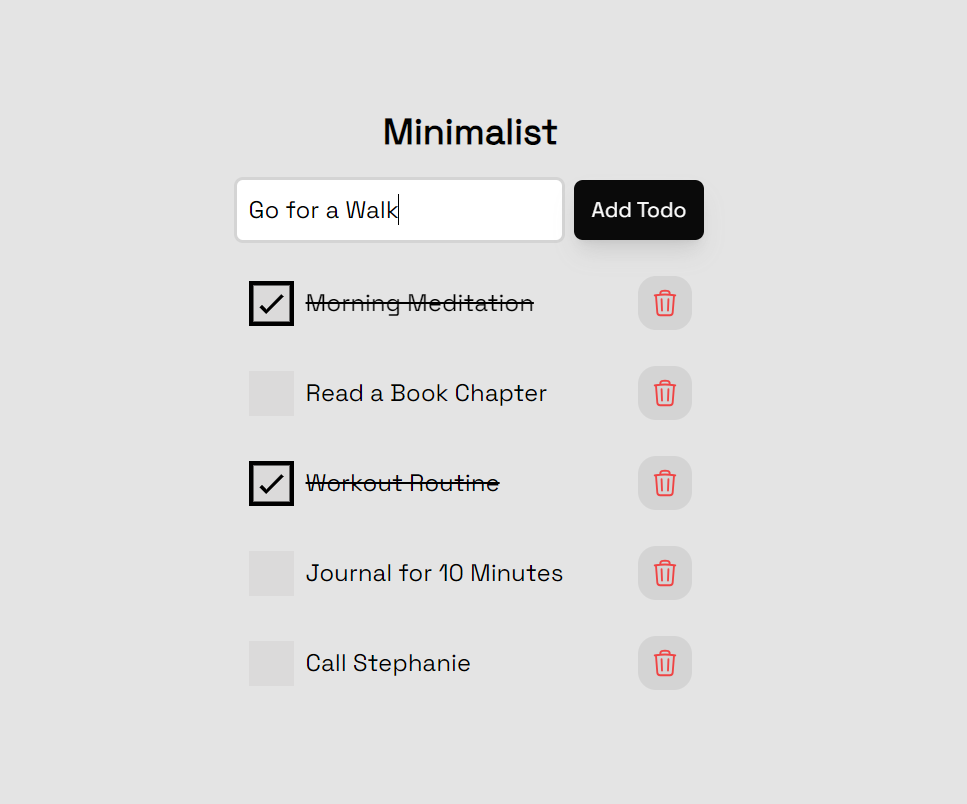 Minimalist
Go for a Walk
Add Todo
Morning Meditation
Read a Book Chapter
Workout Routine
Journal for 10 Minutes
Call Stephanie